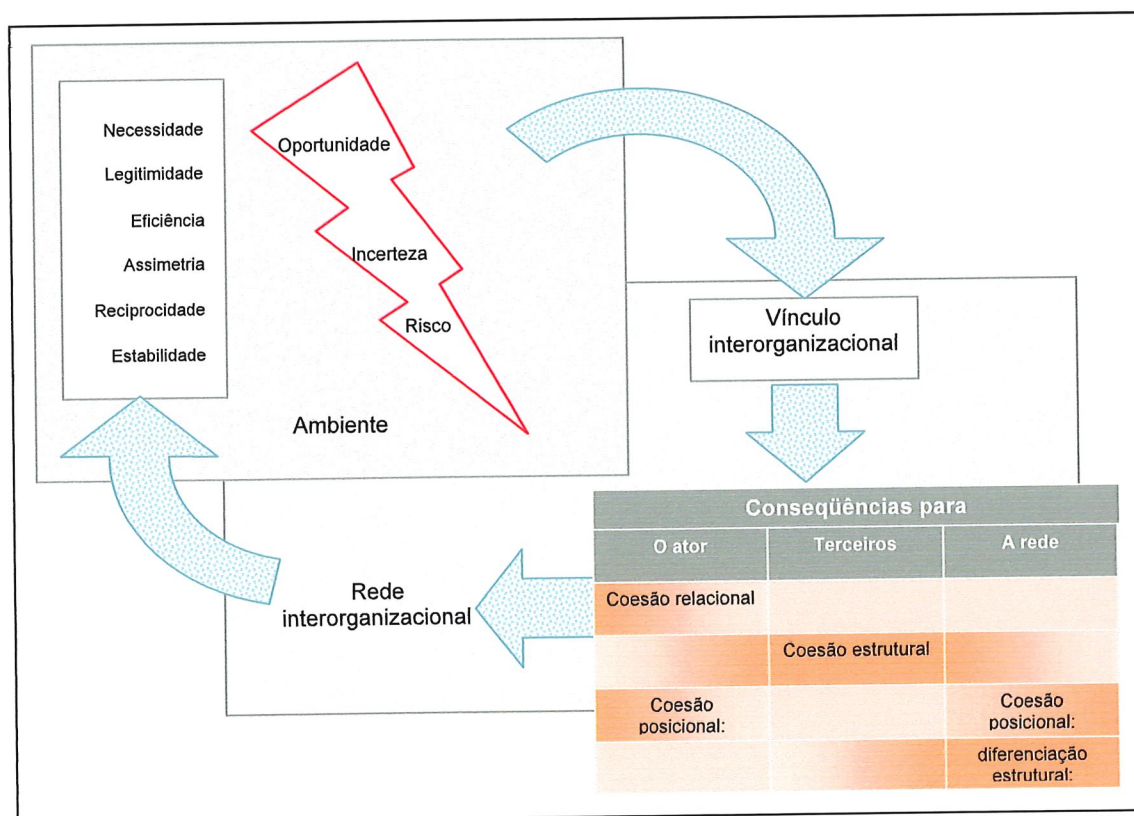 Necessidade
Legitimidade
Eficiência
Assimetria
Reciprocidade
Estabilidade
Oportunidade
Incerteza
Risco
Ambiente
Vínculo
interorganizacional
Conseqüências para
O ator
Terceiros
A rede
Coesão relacional
Coesão estrutural
Coesão
posicional:
Coesão
posicional:
diferenciação
estrutural:
Rede
interorganizacional